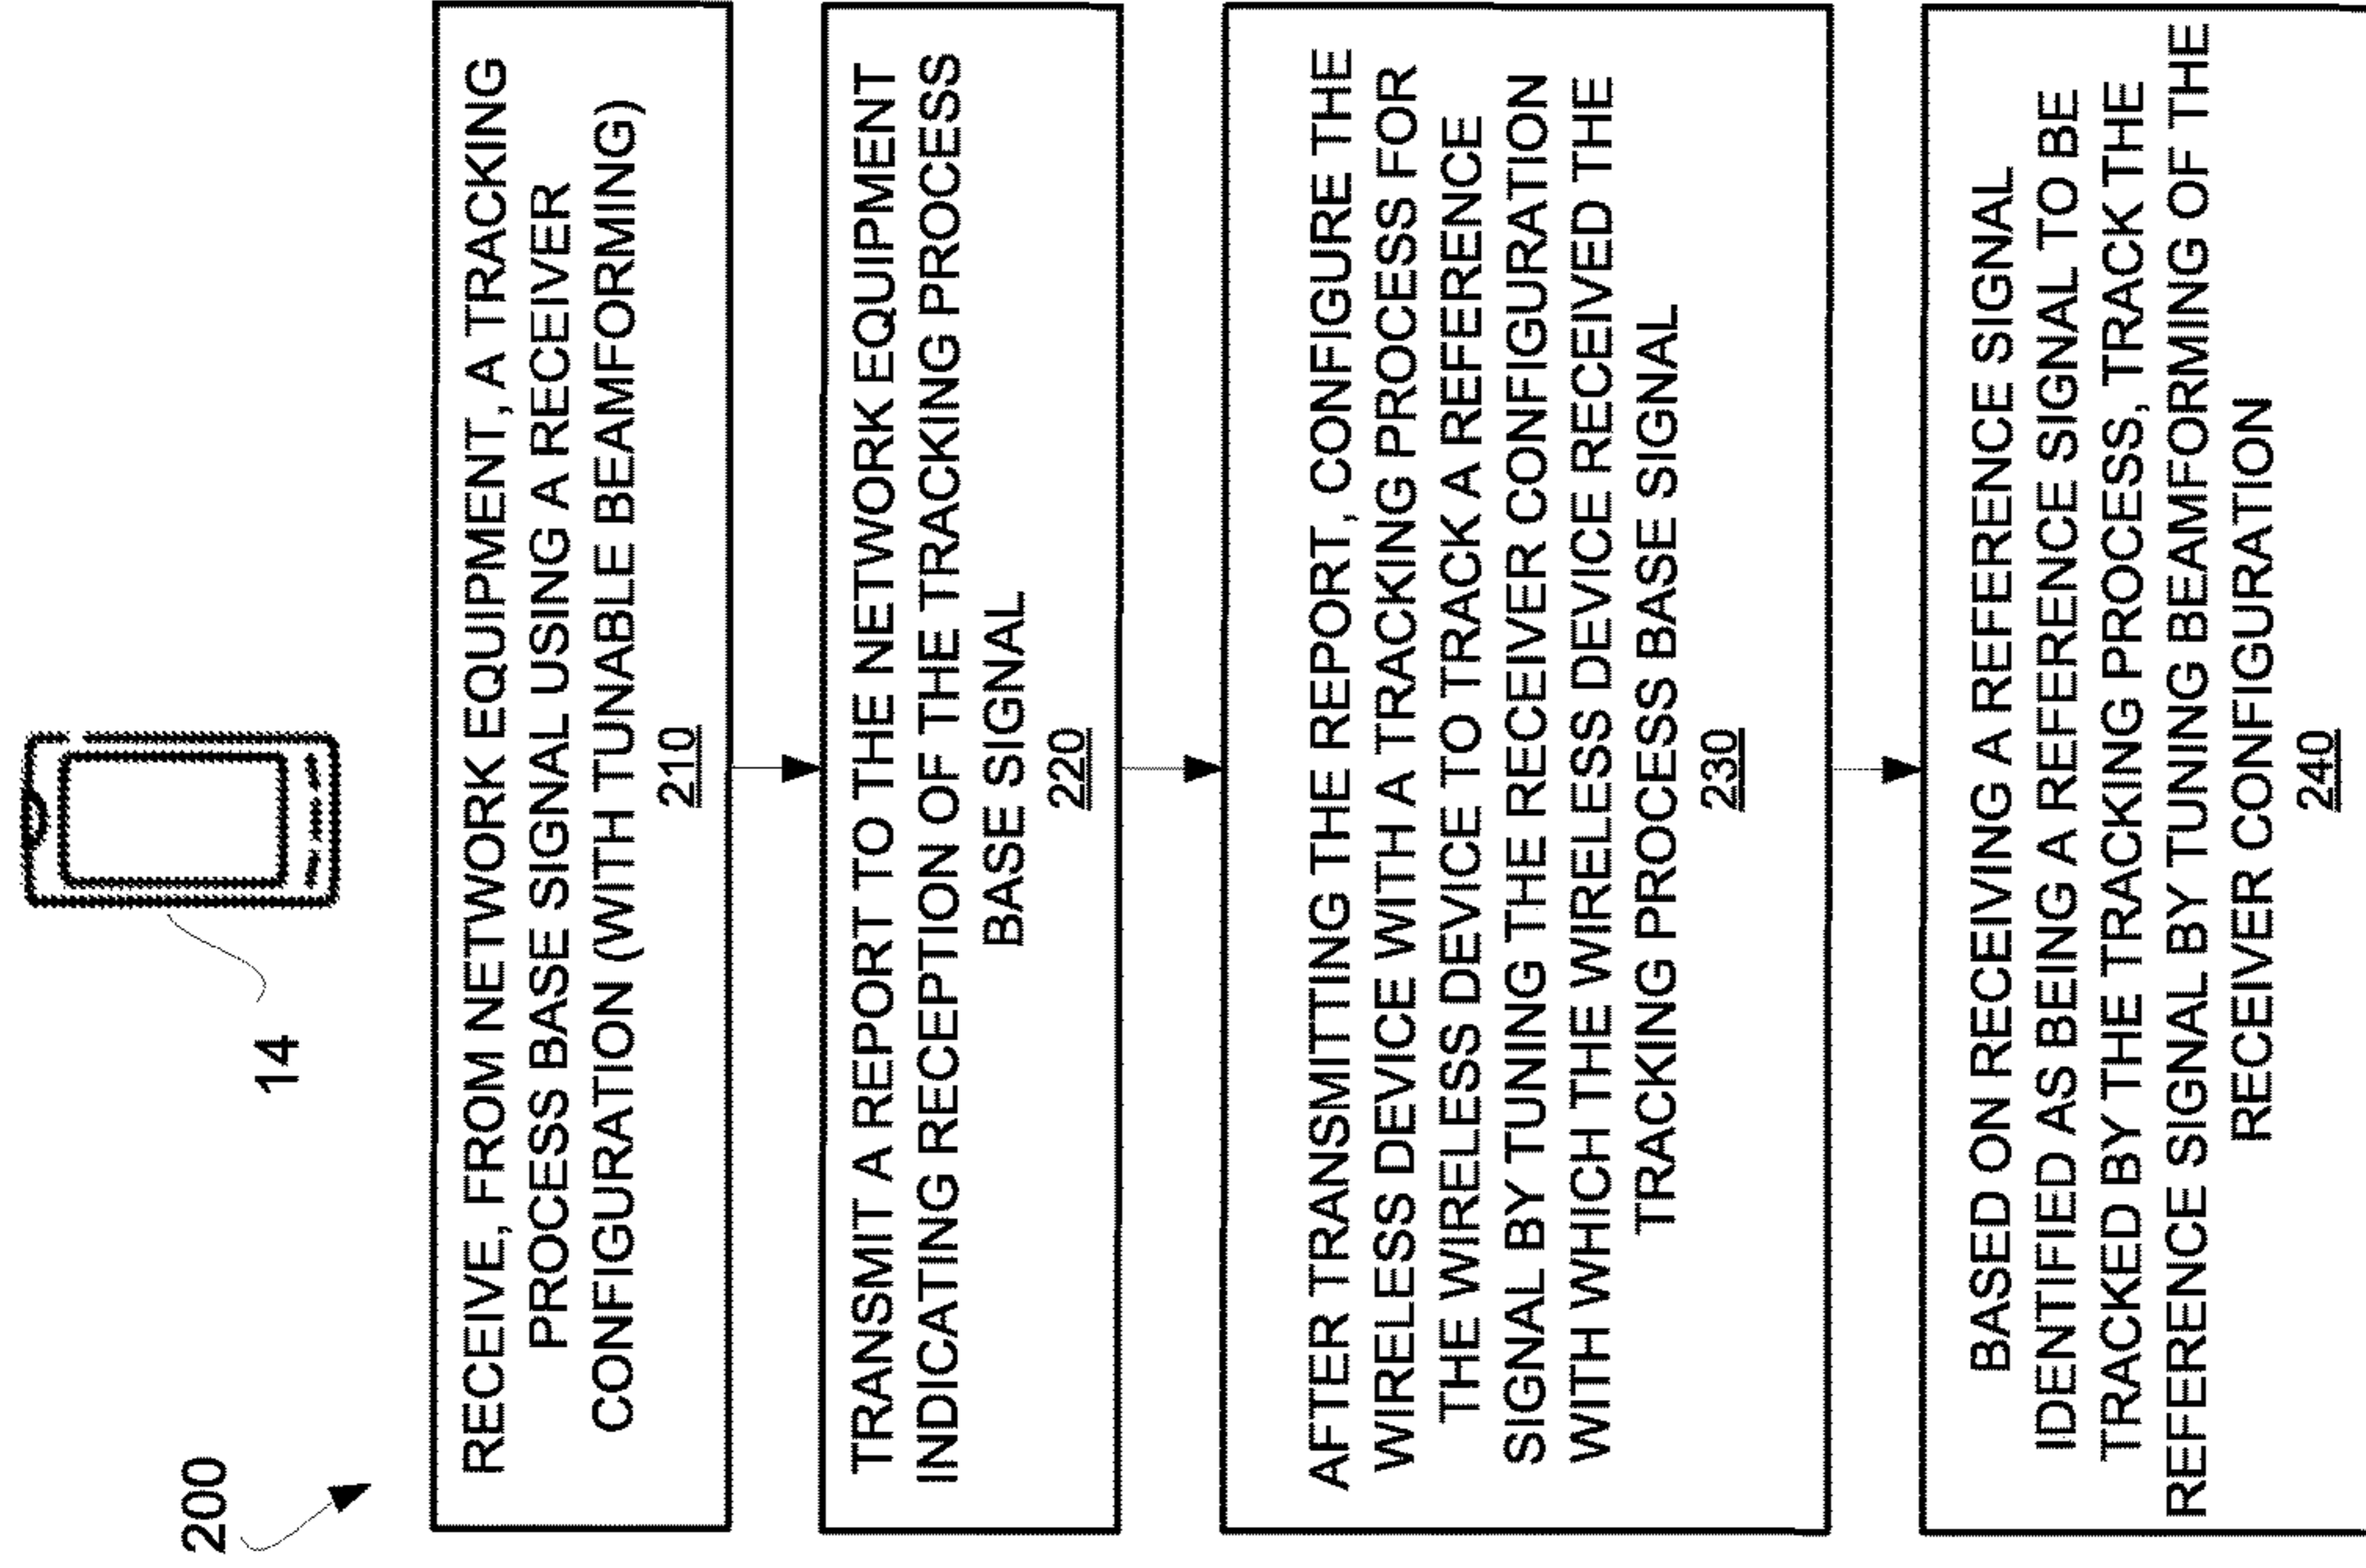 200
14
RECEIVE, FROM NETWORK EQUIPMENT, A TRACKING
PROCESS BASE SIGNAL USING A RECEIVER
CONFIGURATION (WITH TUNABLE BEAMFORMING)
210
TRANSMIT A REPORT TO THE NETWORK EQUIPMENT
INDICATING RECEPTION OF THE TRACKING PROCESS
BASE SIGNAL
220
AFTER TRANSMITTING THE REPORT, CONFIGURE THE
WIRELESS DEVICE WITH A TRACKING PROCESS FOR
THE WIRELESS DEVICE TO TRACK A REFERENCE
SIGNAL BY TUNING THE RECEIVER CONFIGURATION
WITH WHICH THE WIRELESS DEVICE RECEIVED THE
TRACKING PROCESS BASE SIGNAL
230
BASED ON RECEIVING A REFERENCE SIGNAL
IDENTIFIED AS BEING A REFERENCE SIGNAL TO BE
TRACKED BY THE TRACKING PROCESS, TRACK THE
REFERENCE SIGNAL BY TUNING BEAMFORMING OF THE
RECEIVER CONFIGURATION
240